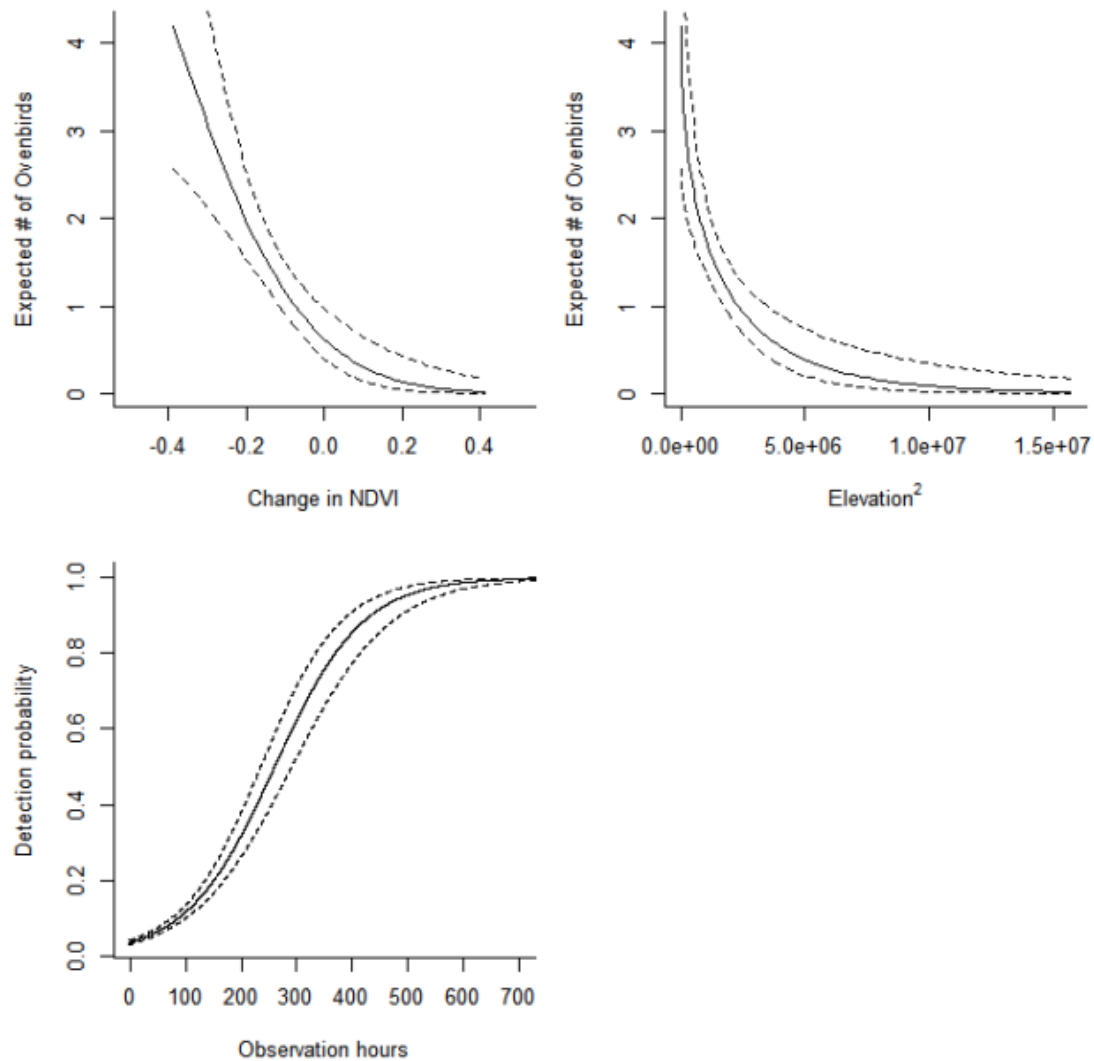 Expected # of Ovenbirds
4
3
2
1
0
-0.4 -0.2 0.0 0.2 0.4
Change in NDVI
Expected # of Ovenbirds
4
3
2
1
0
0.0e+00 5.0e+06 1.0e+07 1.5e+07
Elevation²
Detection probability
1.0
0.8
0.6
0.4
0.2
0.0
0 100 200 300 400 500 600 700
Observation hours